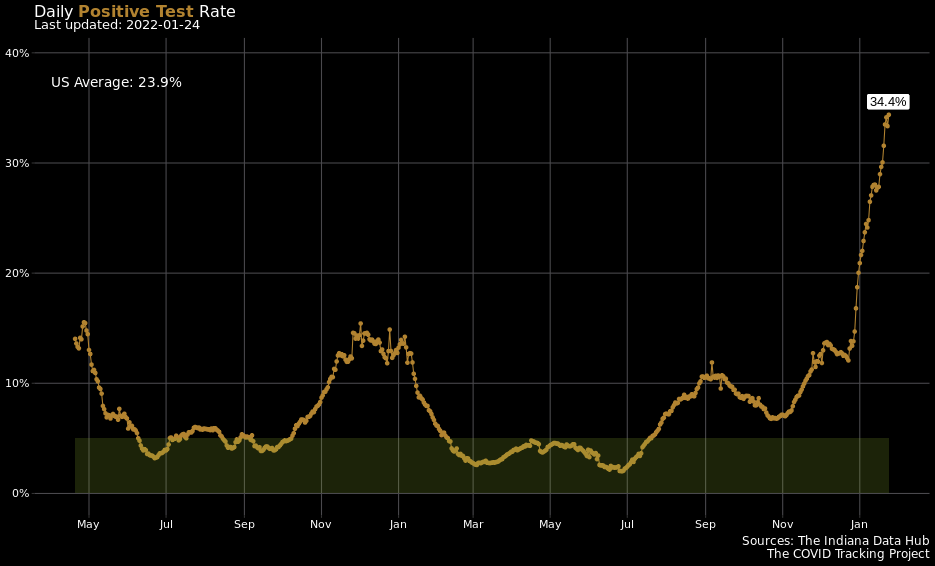 Daily Positive Test Rate
Last updated: 2022-01-24
40%
US Average: 23.9%
34.4%
30%
20%
10%
0%
May Jul Sep Nov Jan Mar May Jul Sep Nov Jan
Sources: The Indiana Data Hub
The COVID Tracking Project